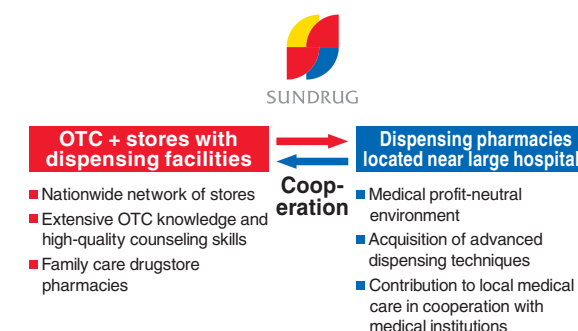 SUNDRUG
OTC + stores with
dispensing facilities
Nationwide network of stores
Extensive OTC knowledge and
high-quality counseling skills
Family care drugstore
pharmacies
Coop-
eration
Dispensing pharmacies
located near large hospital
Medical profit-neutral
environment
Acquisition of advanced
dispensing techniques
Contribution to local medical
care in cooperation with
medical institutions